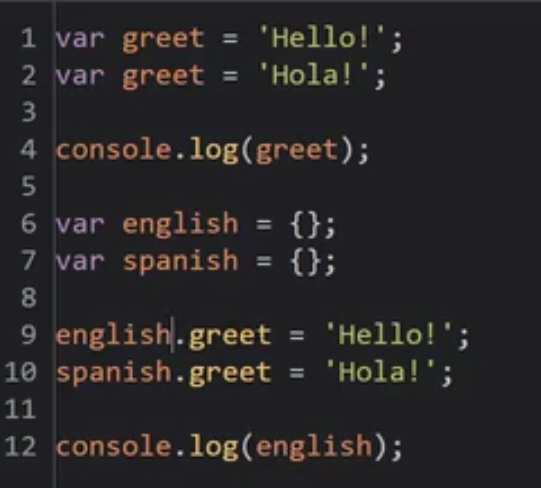 1 var greet = 'Hello!';
2 var greet = 'Hola!';
3
4 console.log(greet);
5
6 var english = {};
7 var spanish = {};
8
9 english.greet = 'Hello!';
10 spanish.greet = 'Hola!';
11
12 console.log(english);